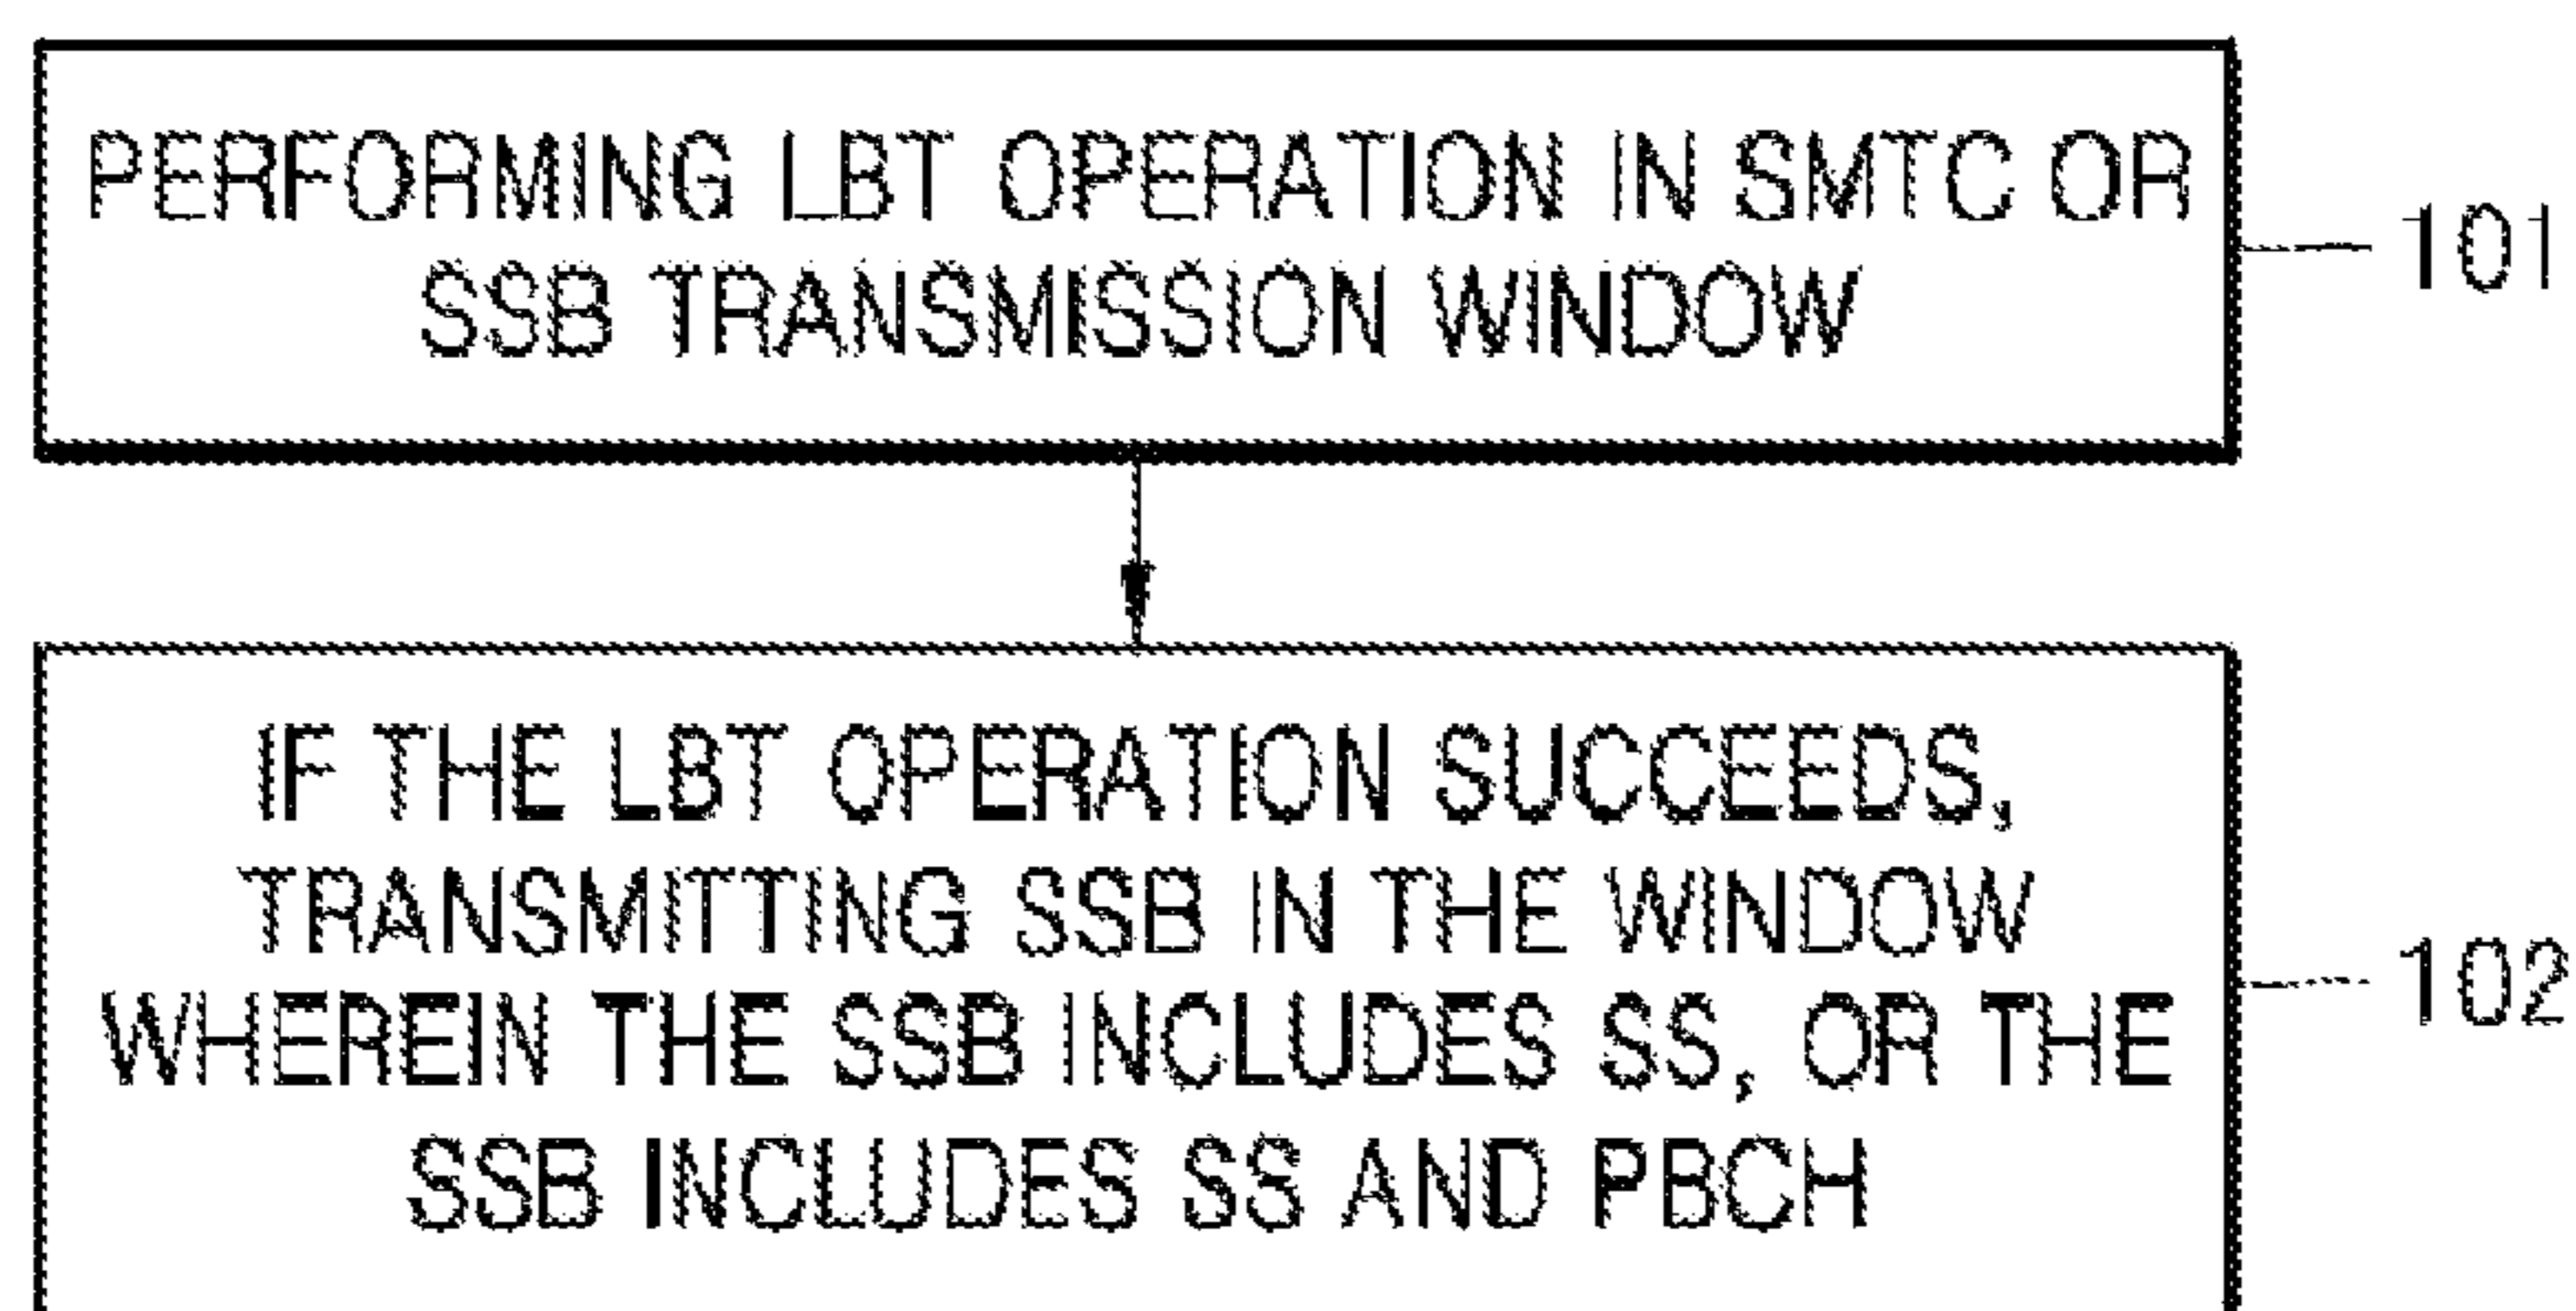 PERFORMING LBT OPERATION IN SMTC OR
SSB TRANSMISSION WINDOW
101
IF THE LBT OPERATION SUCCEEDS,
TRANSMITTING SSB IN THE WINDOW
WHEREIN THE SSB INCLUDES SS, OR THE
SSB INCLUDES SS AND PBCH
102